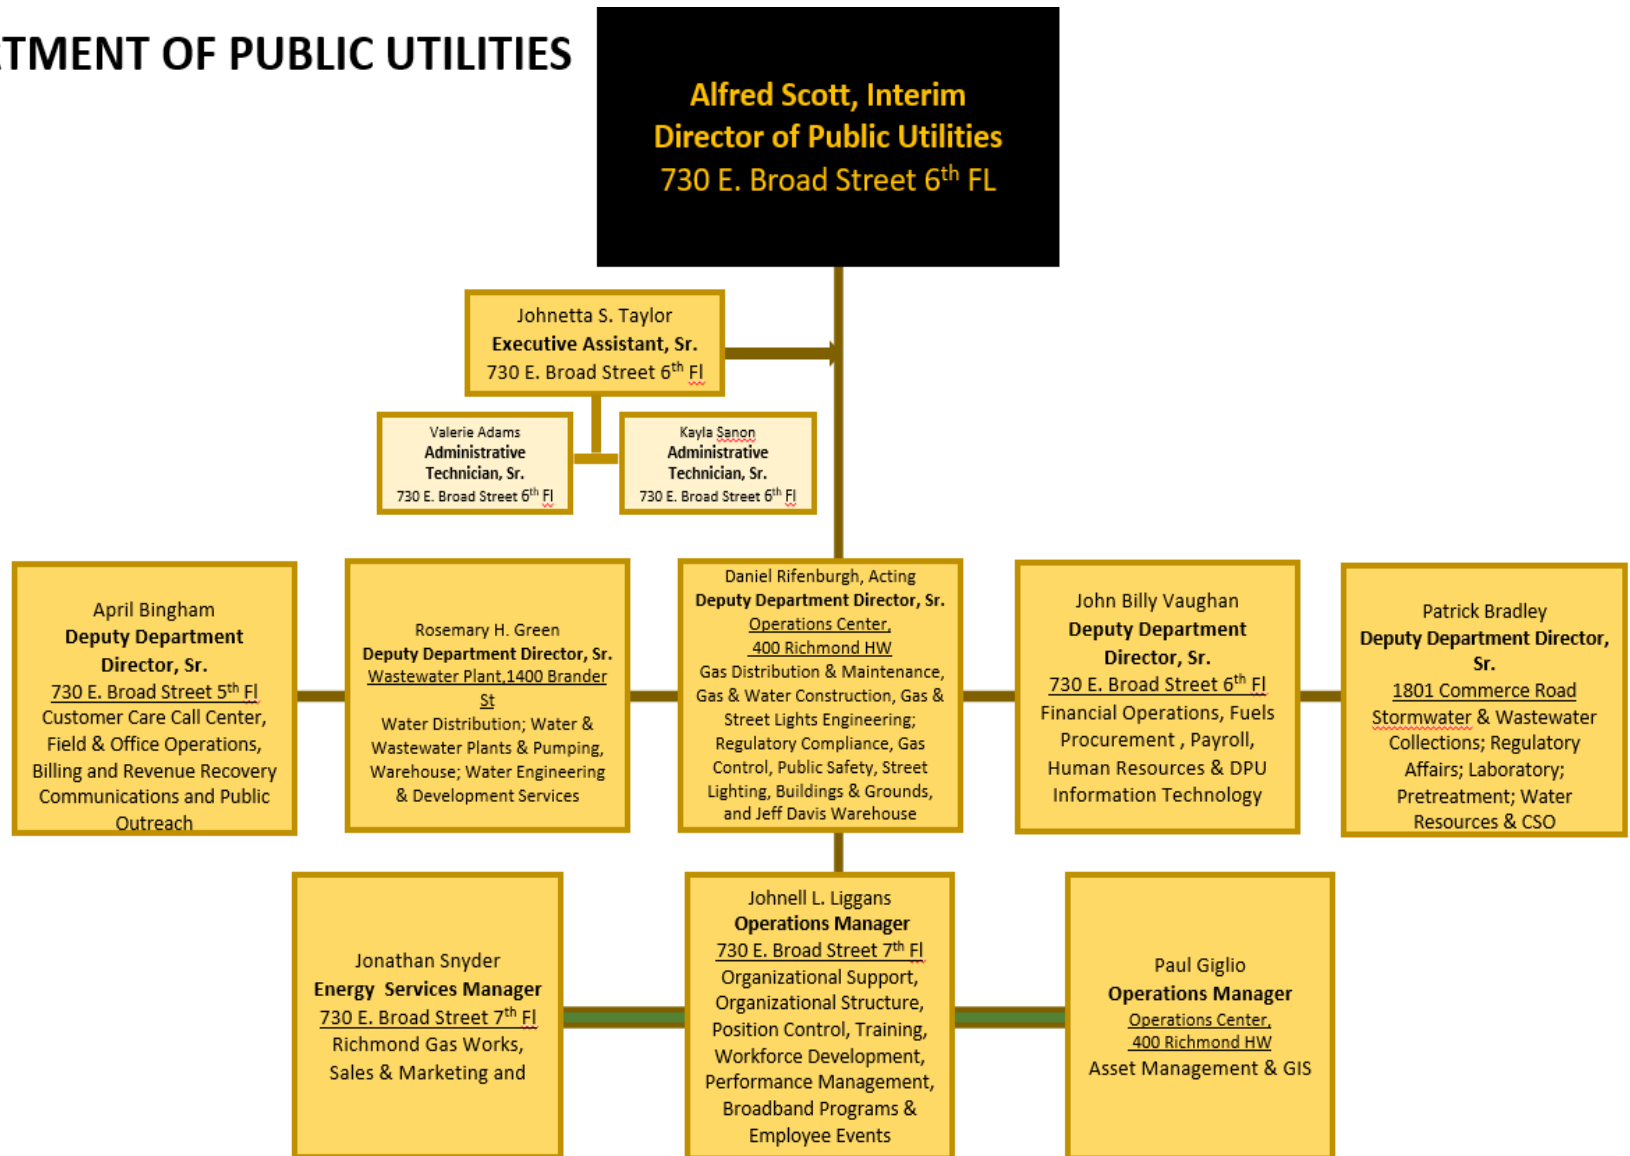 TMENT OF PUBLIC UTILITIES
Alfred Scott, Interim
Director of Public Utilities
730 E. Broad Street 6th FL
Johnetta S. Taylor
Executive Assistant, Sr.
730 E. Broad Street 6th Fl
Valerie Adams
Administrative
Technician, Sr.
730 E. Broad Street 6th Fl
Kayla Sanon
Administrative
Technician, Sr.
730 E. Broad Street 6th Fl
April Bingham
Deputy Department
Director, Sr.
730 E. Broad Street 5th Fl
Customer Care Call Center,
Field & Office Operations,
Billing and Revenue Recovery
Communications and Public
Outreach
Rosemary H. Green
Deputy Department Director, Sr.
Wastewater Plant,1400 Brander
St
Water Distribution; Water &
Wastewater Plants & Pumping,
Warehouse; Water Engineering
& Development Services
Daniel Rifenburgh, Acting
Deputy Department Director, Sr.
Operations Center,
400 Richmond HW
Gas Distribution & Maintenance,
Gas & Water Construction, Gas &
Street Lights Engineering;
Regulatory Compliance, Gas
Control, Public Safety, Street
Lighting, Buildings & Grounds,
and Jeff Davis Warehouse
John Billy Vaughan
Deputy Department
Director, Sr.
730 E. Broad Street 6th Fl
Financial Operations, Fuels
Procurement , Payroll,
Human Resources & DPU
Information Technology
Patrick Bradley
Deputy Department Director,
Sr.
1801 Commerce Road
Stormwater & Wastewater
Collections; Regulatory
Affairs; Laboratory;
Pretreatment; Water
Resources & CSO
Jonathan Snyder
Energy  Services Manager
730 E. Broad Street 7th Fl
Richmond Gas Works,
Sales & Marketing and
Johnell L. Liggans
Operations Manager
730 E. Broad Street 7th Fl
Organizational Support,
Organizational Structure,
Position Control, Training,
Workforce Development,
Performance Management,
Broadband Programs &
Employee Events
Paul Giglio
Operations Manager
Operations Center,
400 Richmond HW
Asset Management & GIS